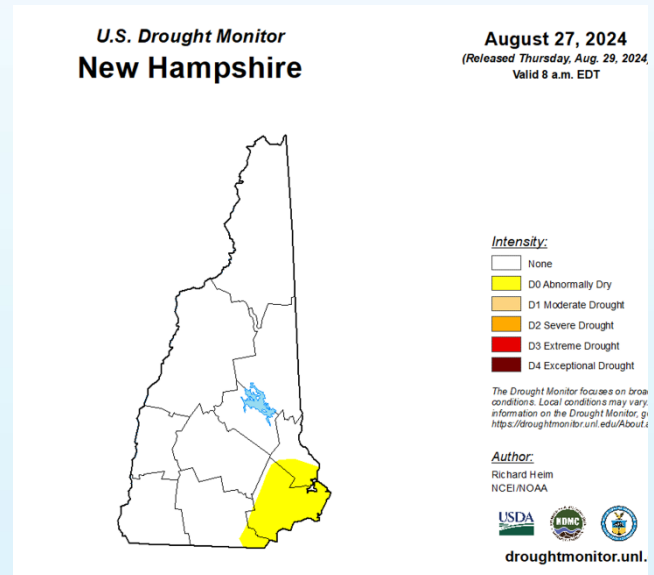 U.S. Drought Monitor
New Hampshire
August 27, 2024
(Released Thursday, Aug. 29, 2024
Valid 8 a.m. EDT
Intensity:
None
D0 Abnormally Dry
D1 Moderate Drought
D2 Severe Drought
D3 Extreme Drought
D4 Exceptional Drought
The Drought Monitor focuses on
conditions. Local conditions may vary.
information on the Drought Monitor,
https://droughtmonitor.unl.edu/About.
Author:
Richard Heim
NCEI/NOAA
USDA
NDMC
droughtmonitor.unl.